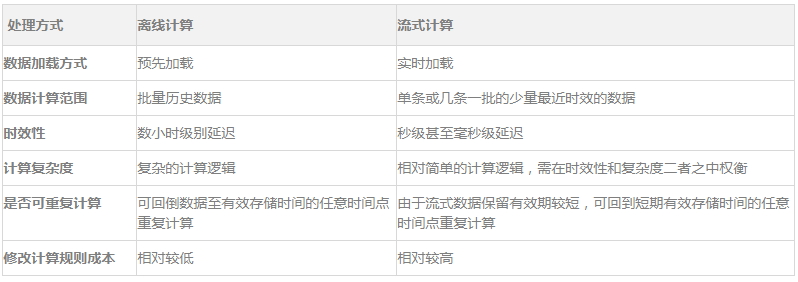 处理方式 离线计算 流式计算
数据加载方式 预先加载 实时加载
数据计算范围 批量历史数据 单条或几条一批的少量最近时效的数据
时效性 数小时级别延迟 秒级甚至毫秒级延迟
计算复杂度 复杂的计算逻辑 相对简单的计算逻辑，需在时效性和复杂度二者之中权衡
是否可重复计算 可回倒数据至有效存储时间的任意时间点 由于流式数据保留有效期较短，可回到短期有效存储时间的任意
重复计算 时间点重复计算
修改计算规则成本 相对较低 相对较高